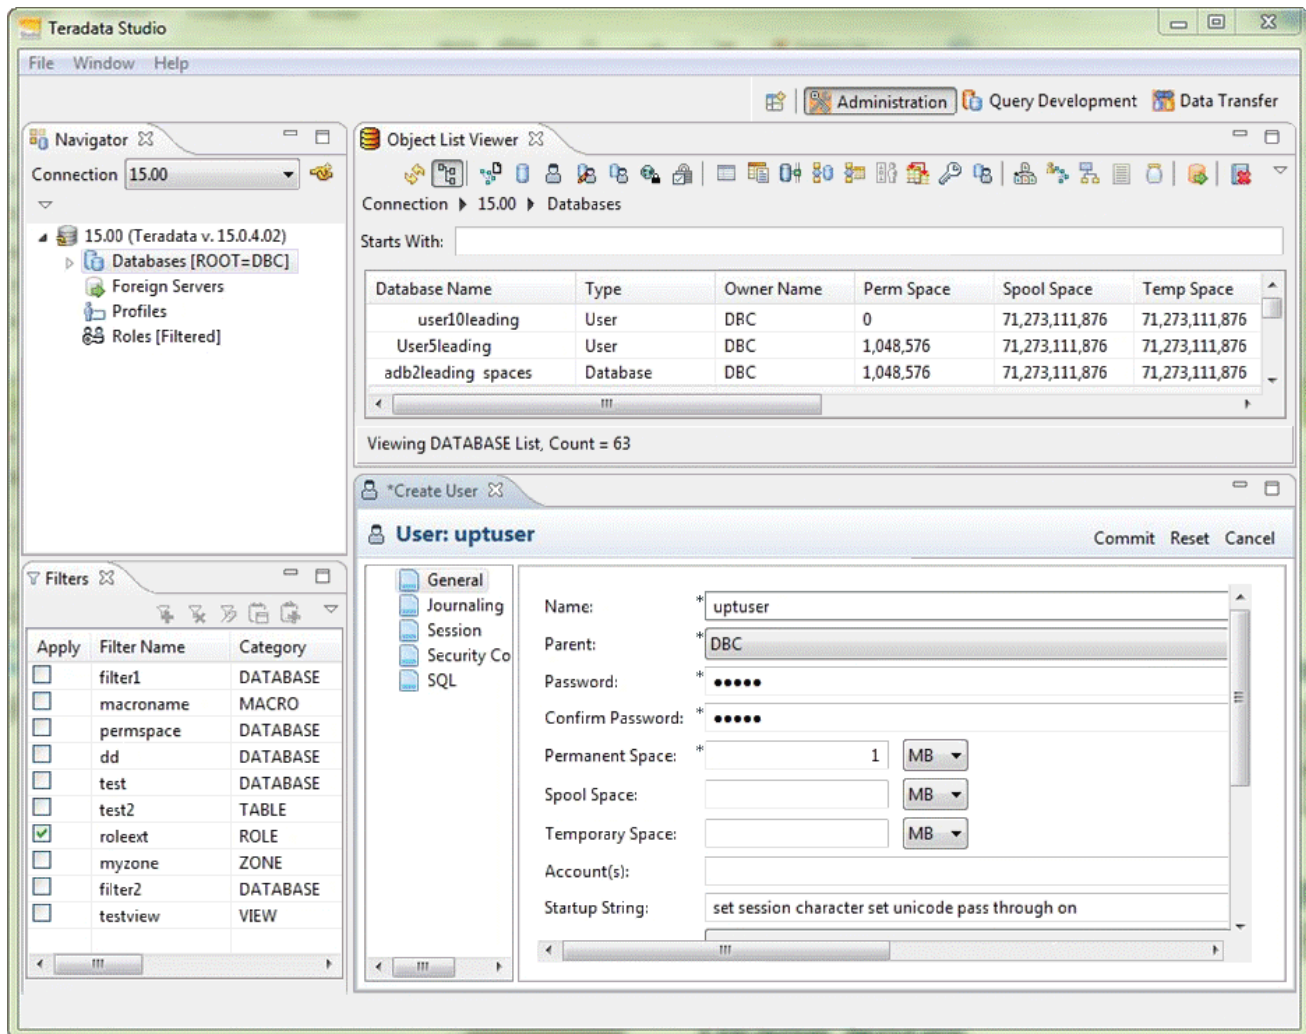 Teradata Studio
File Window Help
Administration Query Development Data Transfer
Navigator
Connection 15.00
15.00 (Teradata v. 15.0.4.02)
Databases [ROOT=DBC]
Foreign Servers
Profiles
Roles [Filtered]
Object List Viewer
Connection 15.00 Databases
Starts With:
Database Name Type Owner Name Perm Space Spool Space Temp Space
user10leading User DBC 0 71,273,111,876 71,273,111,876
User5leading User DBC 1,048,576 71,273,111,876 71,273,111,876
adb2leading spaces Database DBC 1,048,576 71,273,111,876 71,273,111,876
Viewing DATABASE List, Count = 63
Filters
Apply Filter Name Category
filter1 DATABASE
macroname MACRO
permspace DATABASE
dd DATABASE
test DATABASE
test2 TABLE
roleext ROLE
myzone ZONE
filter2 DATABASE
testview VIEW
*Create User
User: uptuser
Commit Reset Cancel
General
Journaling
Session
Security Co
SQL
Name: * uptuser
Parent: * DBC
Password: * •••••
Confirm Password: * •••••
Permanent Space: * 1 MB
Spool Space: MB
Temporary Space: MB
Account(s):
Startup String: set session character set unicode pass through on